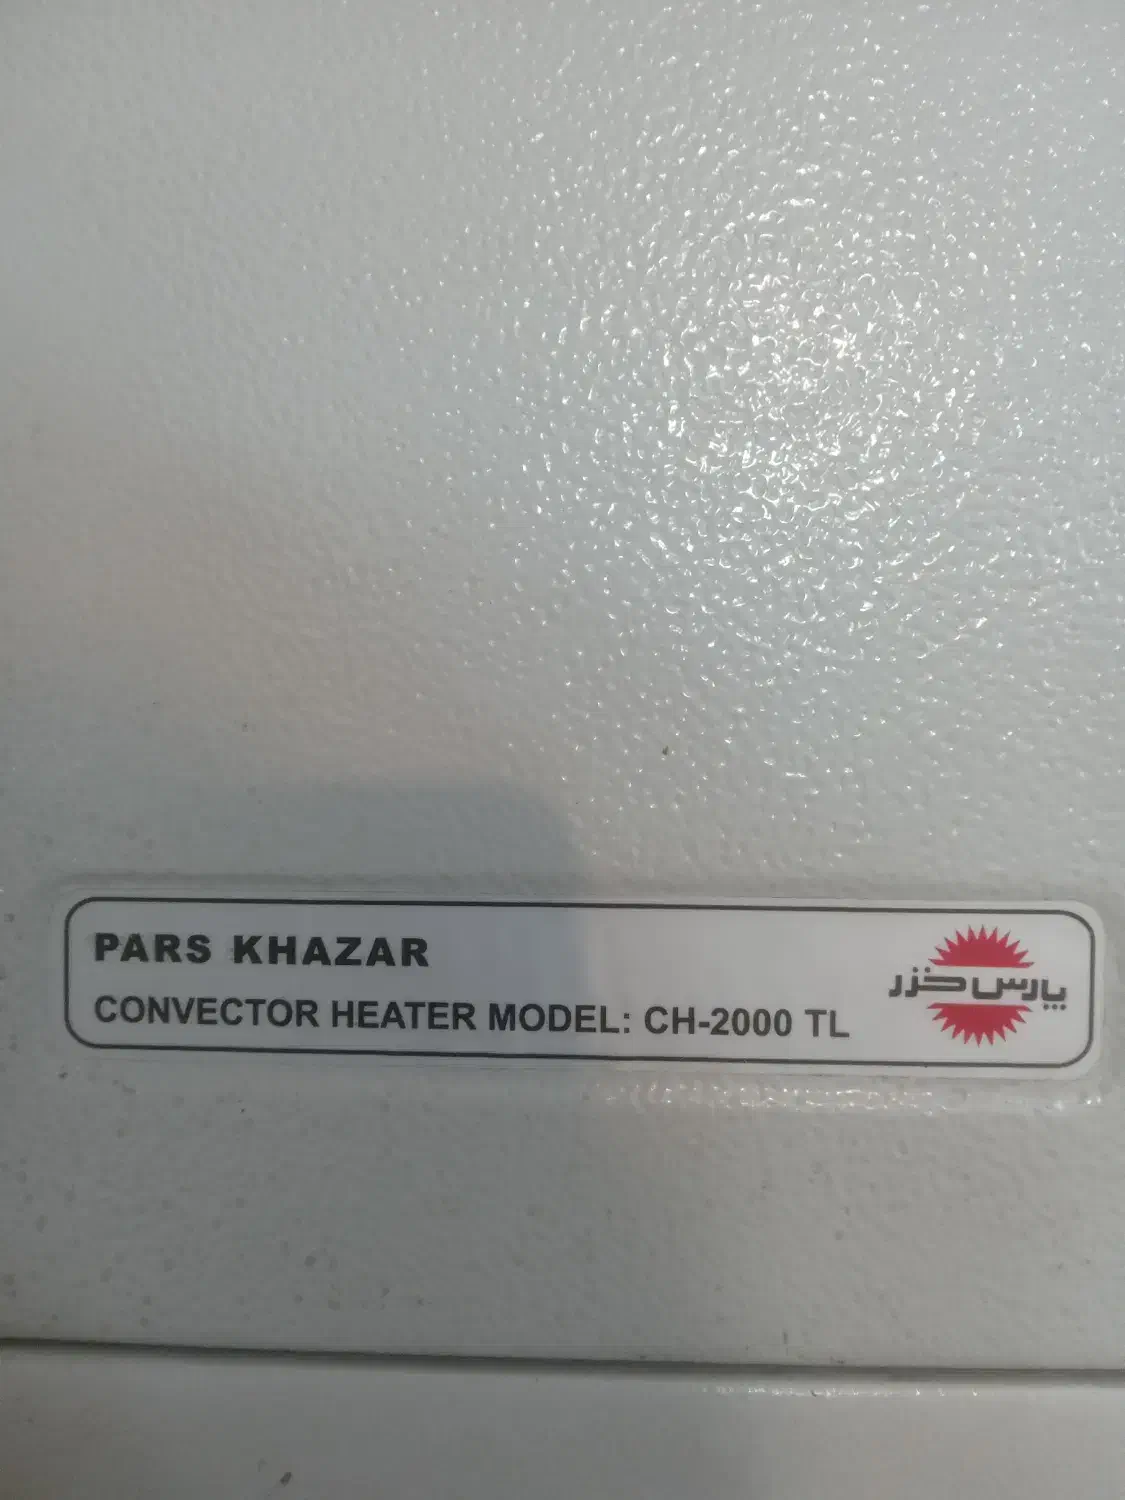 PARS KHAZAR
CONVECTOR HEATER MODEL: CH-2000 TL
پارس خزر